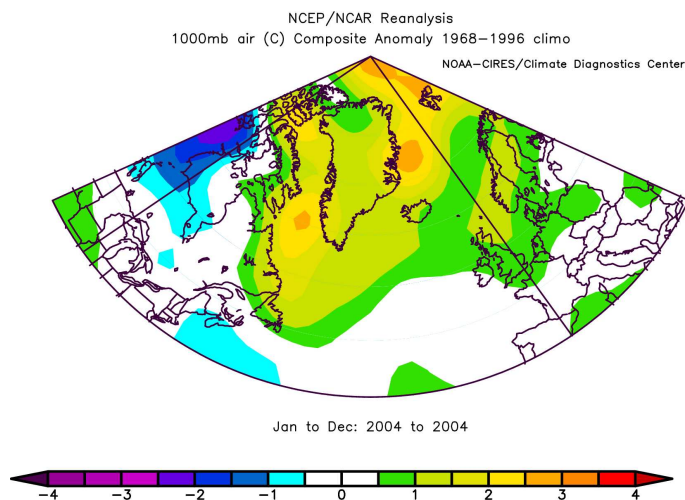 NCEP/NCAR Reanalysis
1000mb air (C) Composite Anomaly 1968-1996 climo
NOAA-CIRES/Climate Diagnostics Center
Jan to Dec: 2004 to 2004
-4 -3 -2 -1 0 1 2 3 4